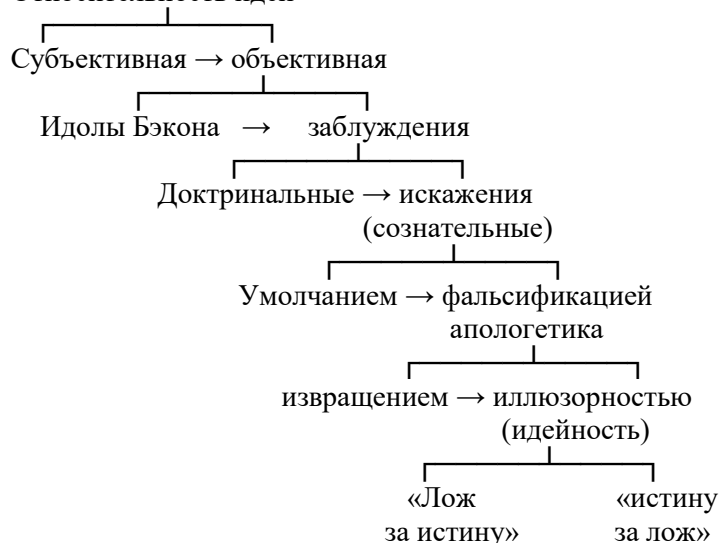 Субъективная → объективная
Идолы Бэкона → заблуждения
Доктринальные → искажения
(сознательные)
Умолчанием → фальсификацией
апологетика
извращением → иллюзорностью
(идейность)
«Лож «истину
за истину» за лож»